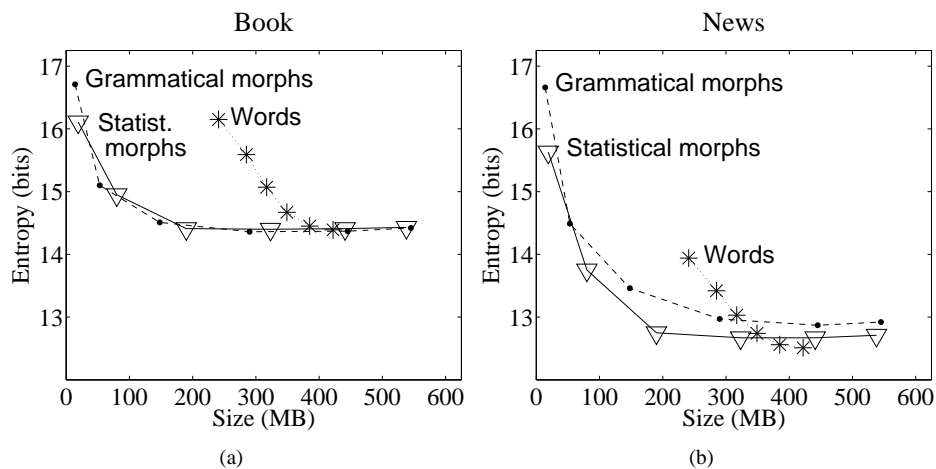 Book
17
16
15
14
13
Entropy (bits)
Grammatical morphs
Statist.
morphs
Words
0 100 200 300 400 500 600
Size (MB)
(a)
News
17
16
15
14
13
Entropy (bits)
Grammatical morphs
Statistical morphs
Words
0 100 200 300 400 500 600
Size (MB)
(b)